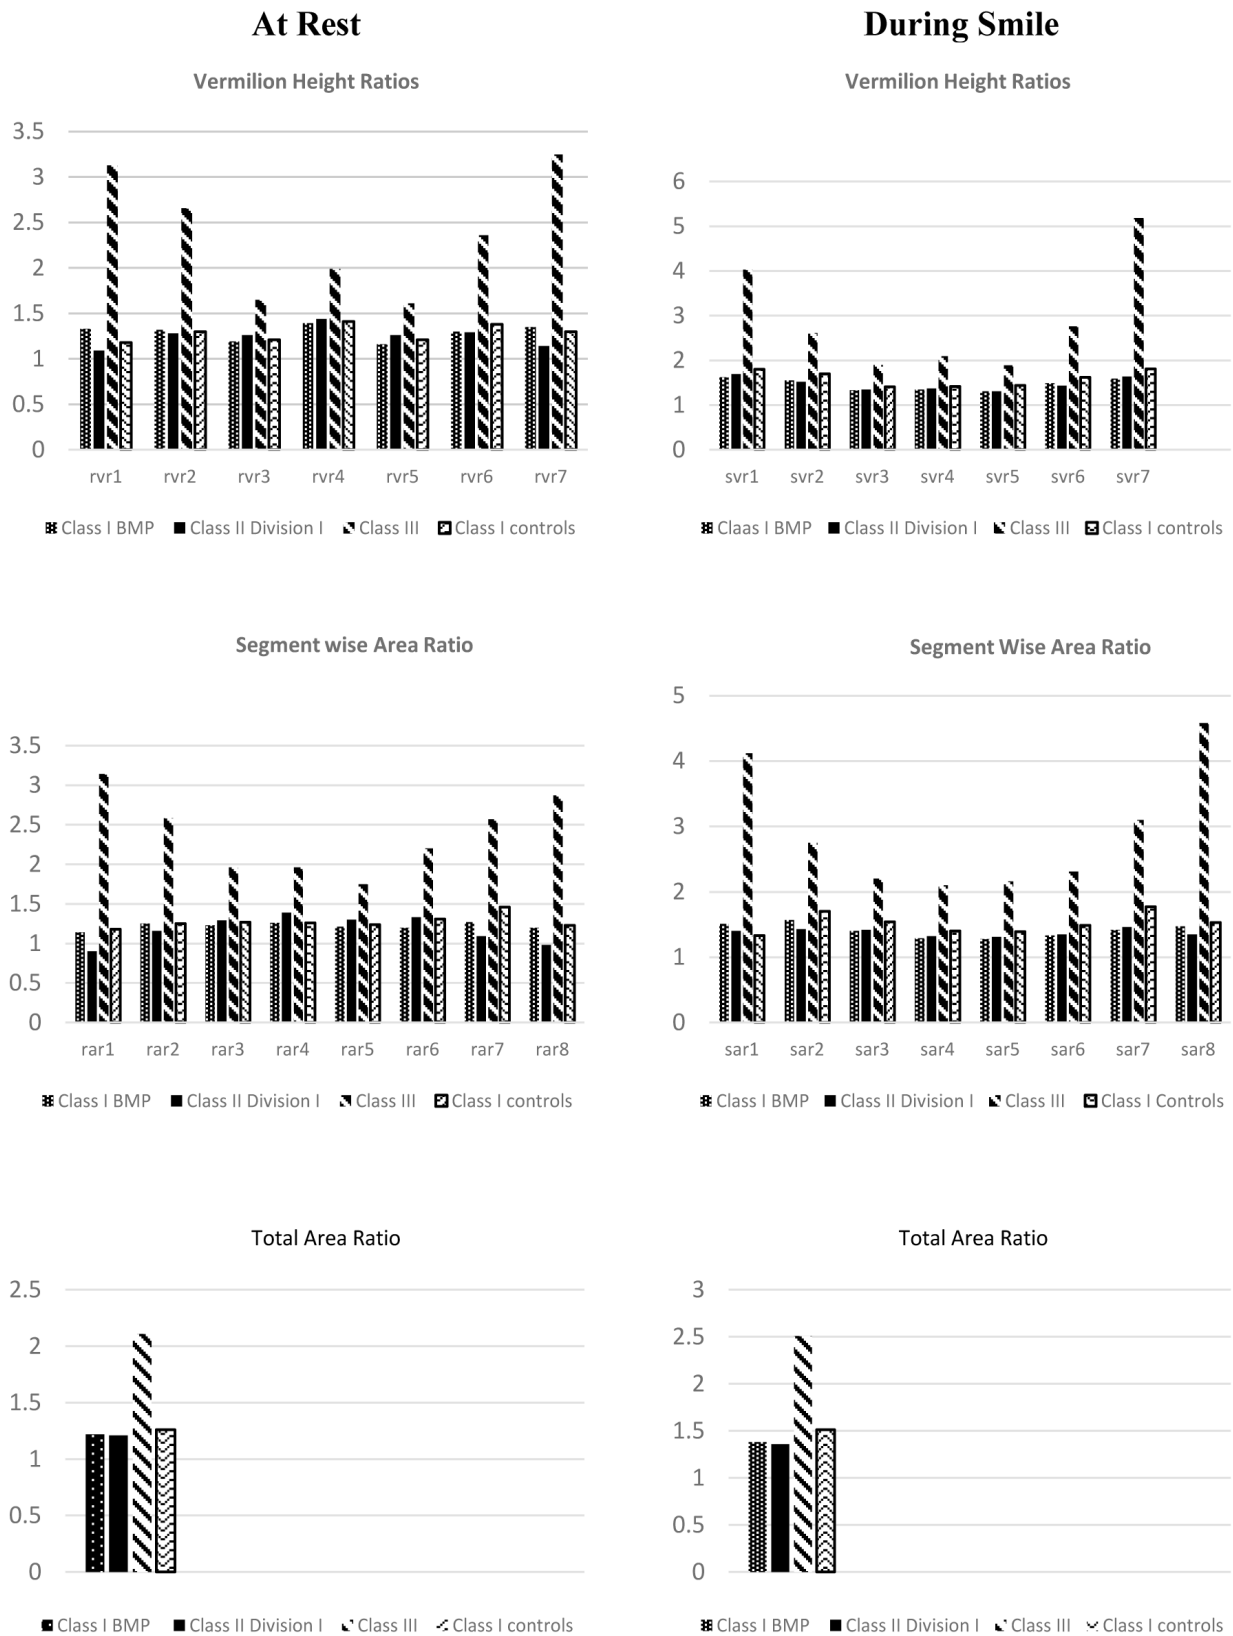 At Rest
During Smile
Vermilion Height Ratios
3.5
3
2.5
2
1.5
1
0.5
0
rvr1 rvr2 rvr3 rvr4 rvr5 rvr6 rvr7
Class I BMP Class II Division I Class III Class I controls
Vermilion Height Ratios
6
5
4
3
2
1
0
svr1 svr2 svr3 svr4 svr5 svr6 svr7
Claas I BMP Class II Division I Class III Class I controls
Segment wise Area Ratio
3.5
3
2.5
2
1.5
1
0.5
0
rar1 rar2 rar3 rar4 rar5 rar6 rar7 rar8
Class I BMP Class II Division I Class III Class I controls
Segment Wise Area Ratio
5
4
3
2
1
0
sar1 sar2 sar3 sar4 sar5 sar6 sar7 sar8
Class I BMP Class II Division I Class III Class I Controls
Total Area Ratio
2.5
2
1.5
1
0.5
0
Class I BMP Class II Division I Class III Class I controls
Total Area Ratio
3
2.5
2
1.5
1
0.5
0
Class I BMP Class II Division I Class III Class I controls